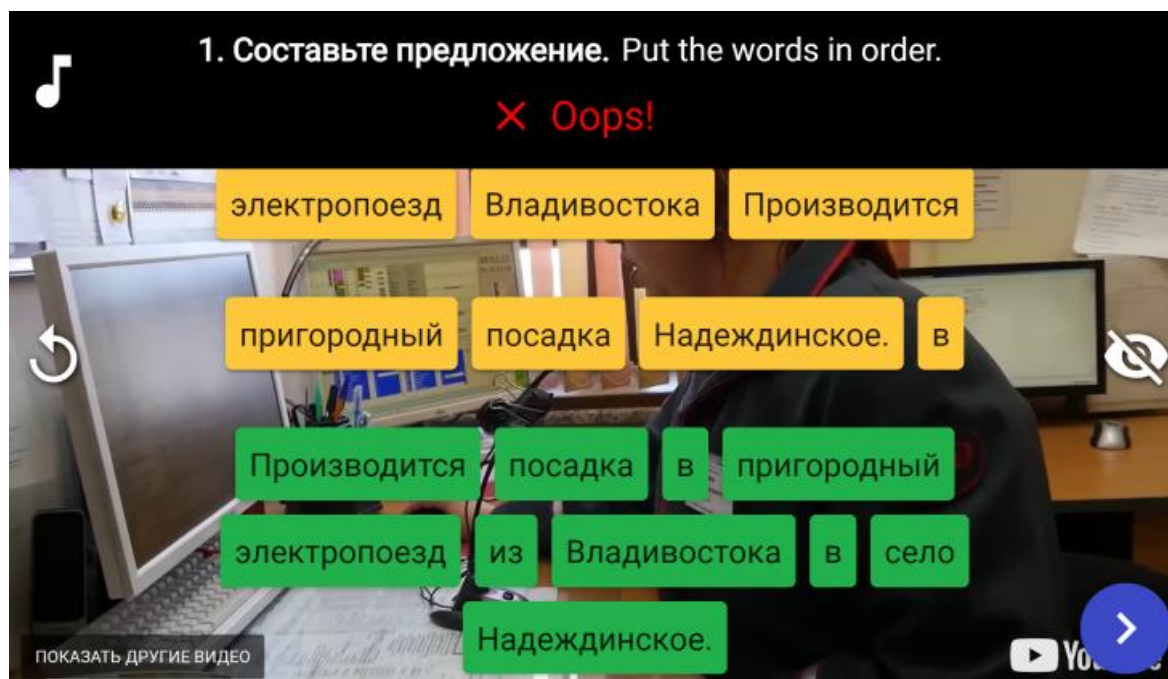 1. Составьте предложение. Put the words in order.
× Oops!
электропоезд Владивостока Производится
пригородный посадка Надеждинское. в
Производится посадка в пригородный
электропоезд из Владивостока в село
Надеждинское.
ПОКАЗАТЬ ДРУГИЕ ВИДЕО